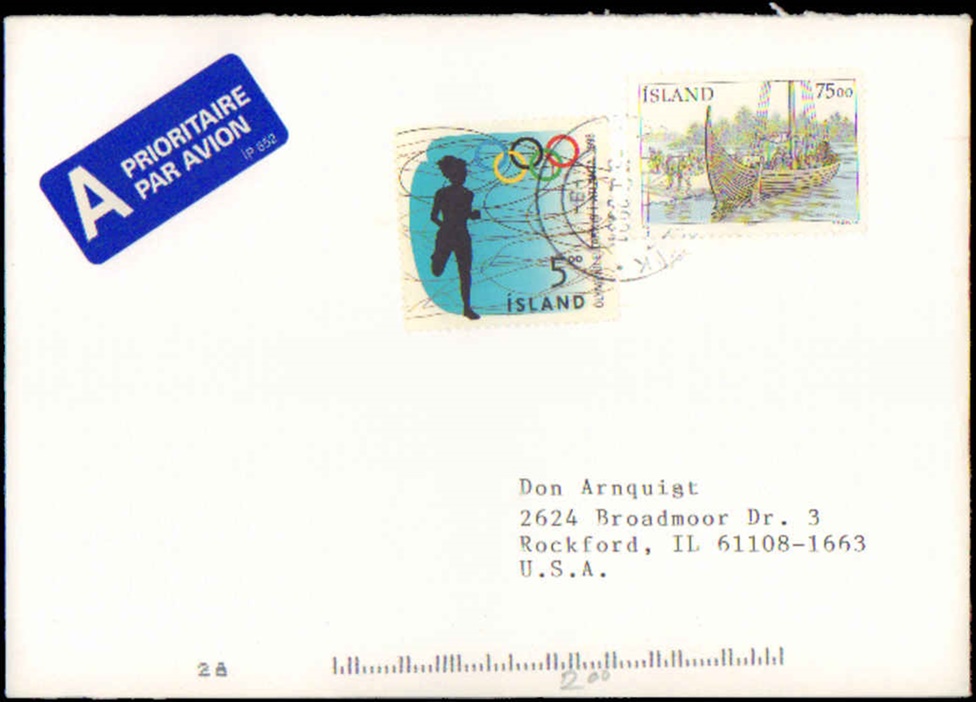 A PRIORITAIRE
PAR AVION
ÍP 652
ÍSLAND 75 00
5 00
ÍSLAND
Don Arnquist
2624 Broadmoor Dr. 3
Rockford, IL 61108-1663
U.S.A.
28
2 00